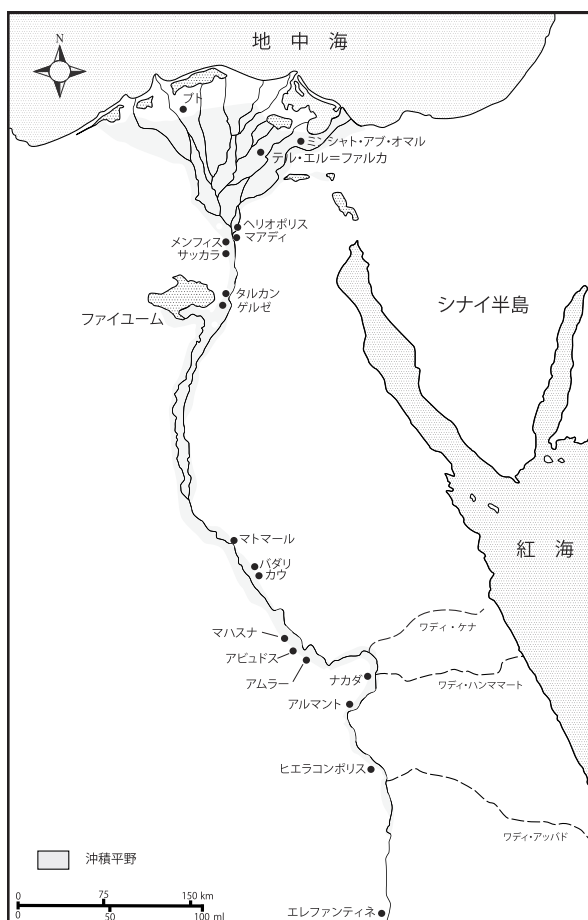 地中海
N
ブト
ミンシャト・アブ・オマル
テル・エル＝ファルカ
ヘリオポリス
メンフィス
マアディ
サッカラ
タルカン
ゲルゼ
ファイユーム
シナイ半島
マトマール
紅海
バダリ
カウ
ワディ・ケナ
マハスナ
アビュドス
アムラー
ナカダ
ワディ・ハンママート
アルマント
ヒエラコンポリス
ワディ・アッバド
沖積平野
0 75 150 km
0 50 100 ml
エレファンティネ